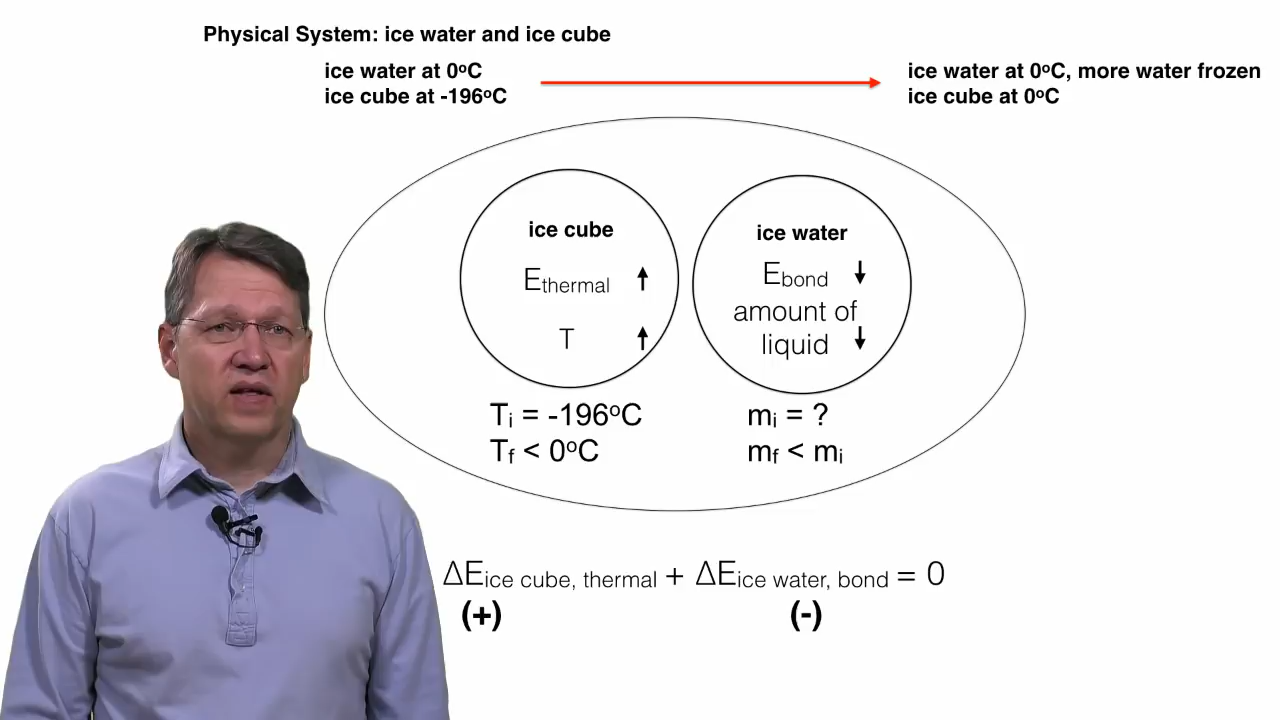 Physical System: ice water and ice cube
ice water at 0ºC
ice cube at -196ºC
ice water at 0ºC, more water frozen
ice cube at 0ºC
ice cube
Ethermal
T
ice water
Ebond
amount of
liquid
Ti = -196ºC
Tf < 0ºC
mi = ?
mf < mi
ΔEice cube, thermal + ΔEice water, bond = 0
(+) (-)